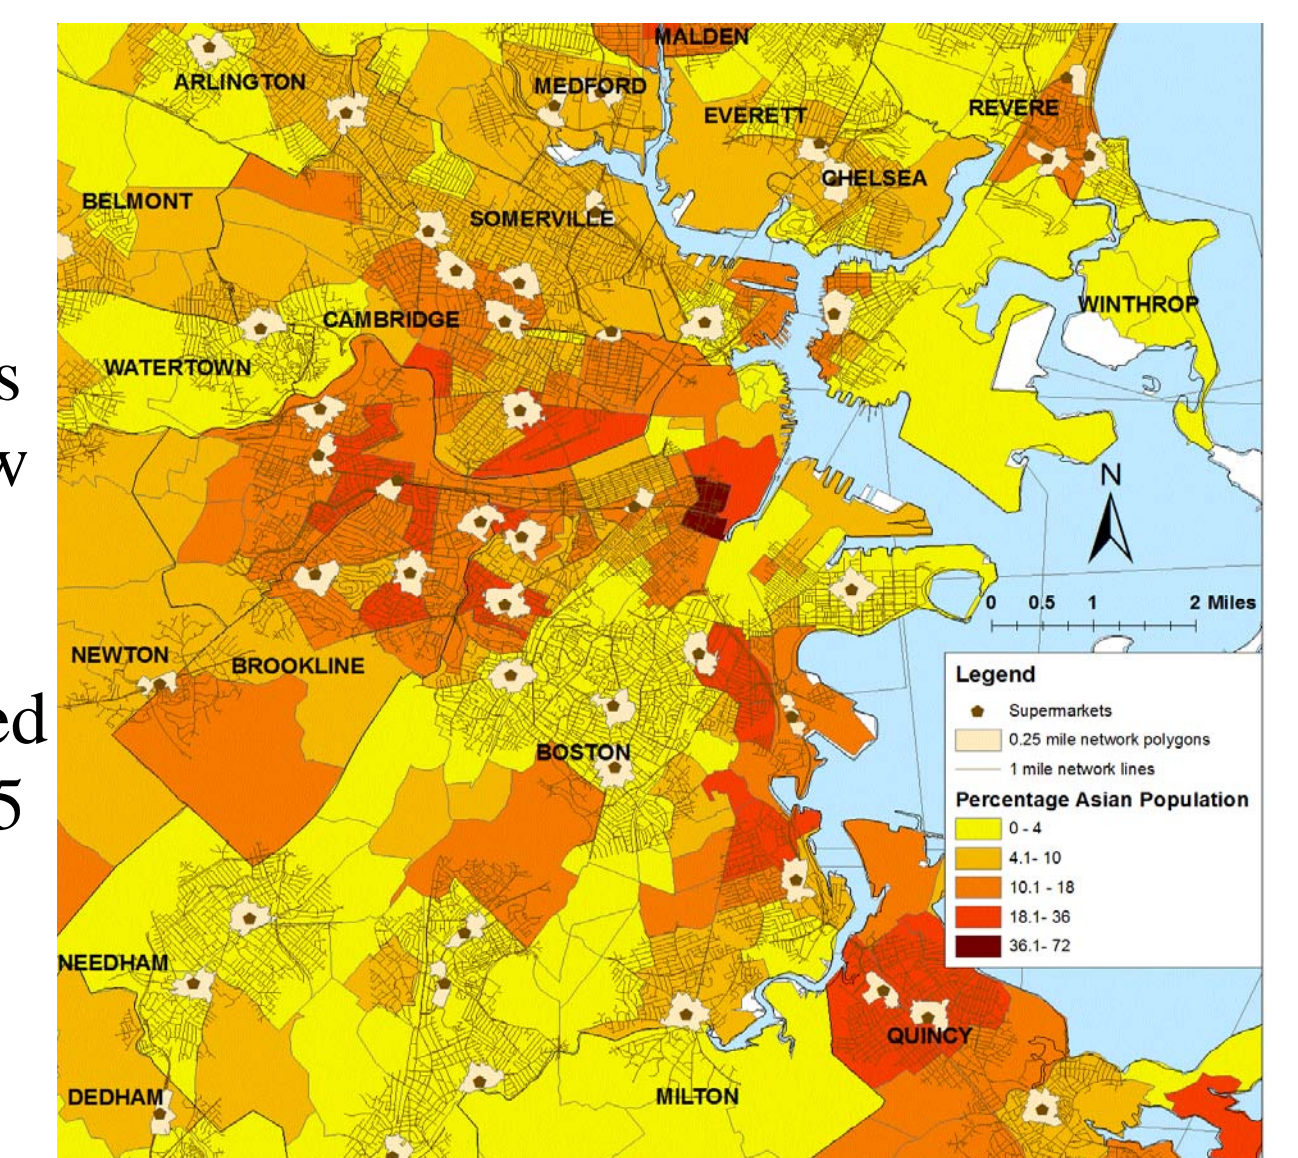 MALDEN
ARLINGTON
MEDFORD
EVERETT
REVERE
CHELSEA
BELMONT
SOMERVILLE
WINTHROP
CAMBRIDGE
WATERTOWN
s
w
N
0 0.5 1 2 Miles
NEWTON
BROOKLINE
Legend
Supermarkets
ed
0.25 mile network polygons
BOSTON
1 mile network lines
Percentage Asian Population
5
0 - 4
4.1- 10
10.1 - 18
18.1- 36
36.1- 72
NEEDHAM
QUINCY
DEDHAM
MILTON